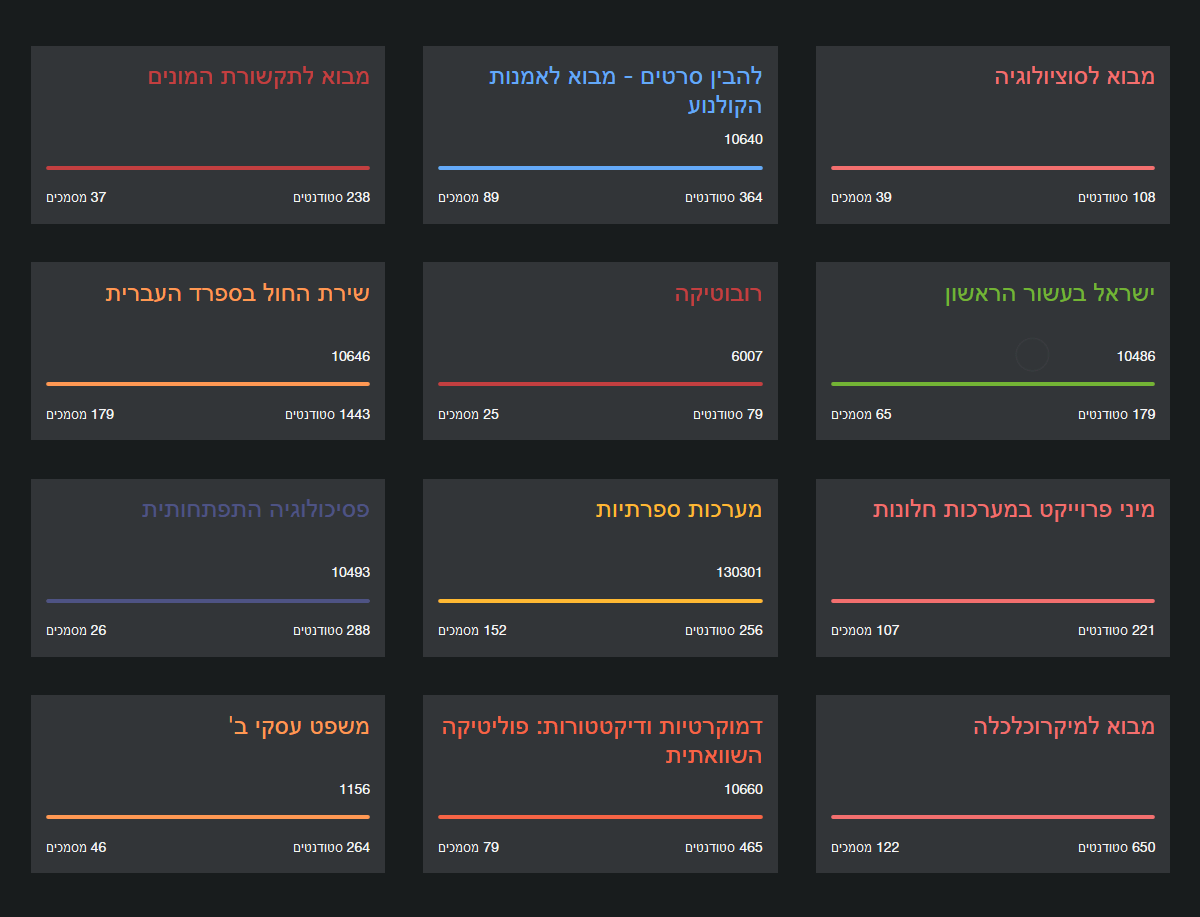 מבוא לסוציולוגיה
108 סטודנטים
39 מסמכים
להבין סרטים - מבוא לאמנות
הקולנוע
10640
364 סטודנטים
89 מסמכים
מבוא לתקשורת המונים
238 סטודנטים
37 מסמכים
ישראל בעשור הראשון
10486
179 סטודנטים
65 מסמכים
רובוטיקה
6007
79 סטודנטים
25 מסמכים
שירת החול בספרד העברית
10646
1443 סטודנטים
179 מסמכים
מיני פרוייקט במערכות חלונות
221 סטודנטים
107 מסמכים
מערכות ספרתיות
130301
256 סטודנטים
152 מסמכים
פסיכולוגיה התפתחותית
10493
288 סטודנטים
26 מסמכים
מבוא למיקרוכלכלה
650 סטודנטים
122 מסמכים
דמוקרטיות ודיקטטורות: פוליטיקה
השוואתית
10660
465 סטודנטים
79 מסמכים
משפט עסקי ב'
1156
264 סטודנטים
46 מסמכים